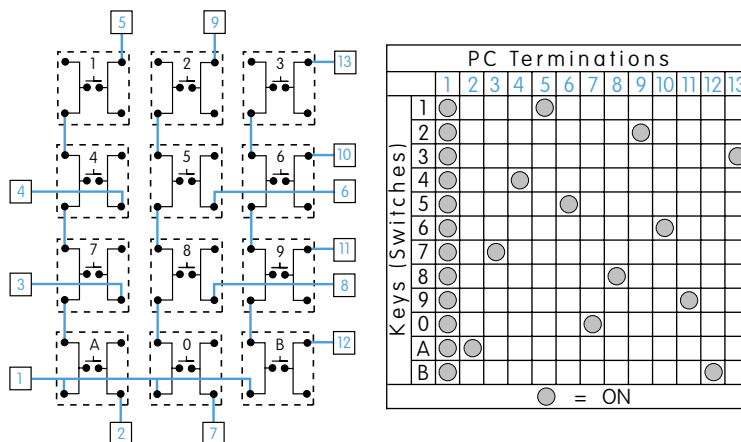 5 9
1 2 3 13
4 5 6 10
4 6
7 8 9 11
3 8
A 0 B 12
1
2 7
PC Terminations
1 2 3 4 5 6 7 8 9 10 11 12 13
Keys (Switches)
1
2
3
4
5
6
7
8
9
0
A
B
= ON